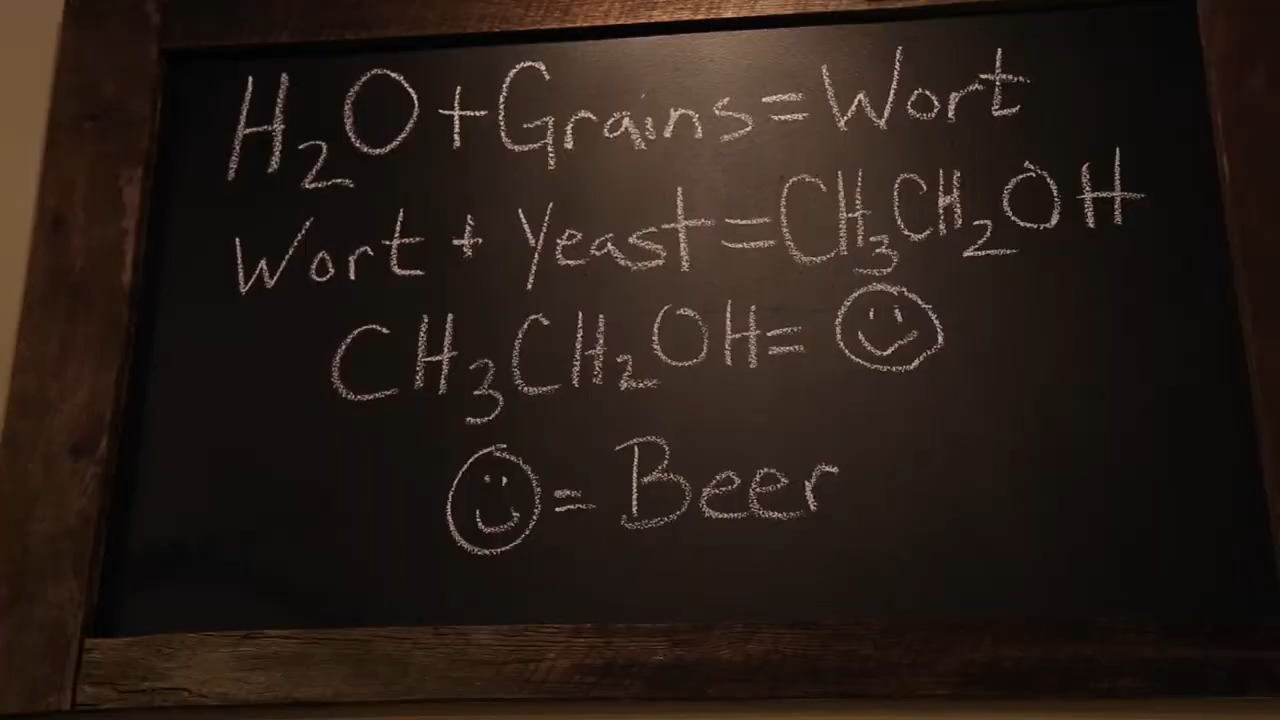 H₂O + Grains = Wort
Wort + Yeast = CH₃CH₂OH
CH₃CH₂OH = ☺
☺ = Beer